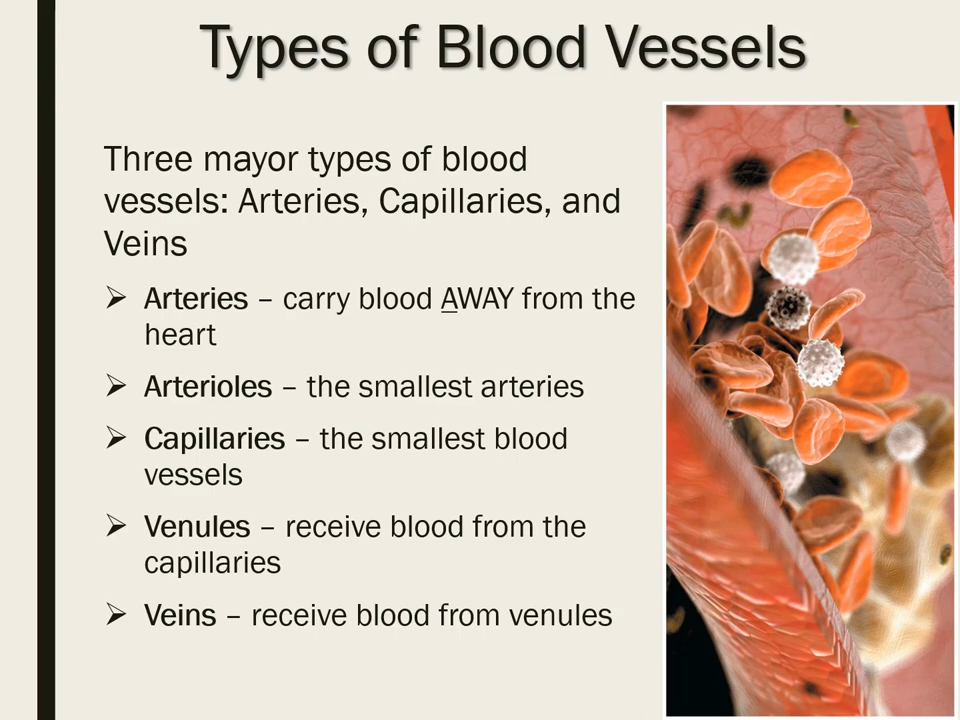 Types of Blood Vessels
Three mayor types of blood
vessels: Arteries, Capillaries, and
Veins
➢ Arteries – carry blood AWAY from the
heart
➢ Arterioles – the smallest arteries
➢ Capillaries – the smallest blood
vessels
➢ Venules – receive blood from the
capillaries
➢ Veins – receive blood from venules